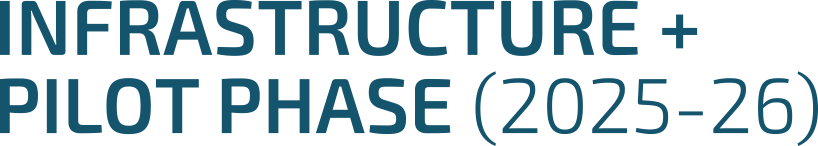 INFRASTRUCTURE +
PILOT PHASE (2025-26)